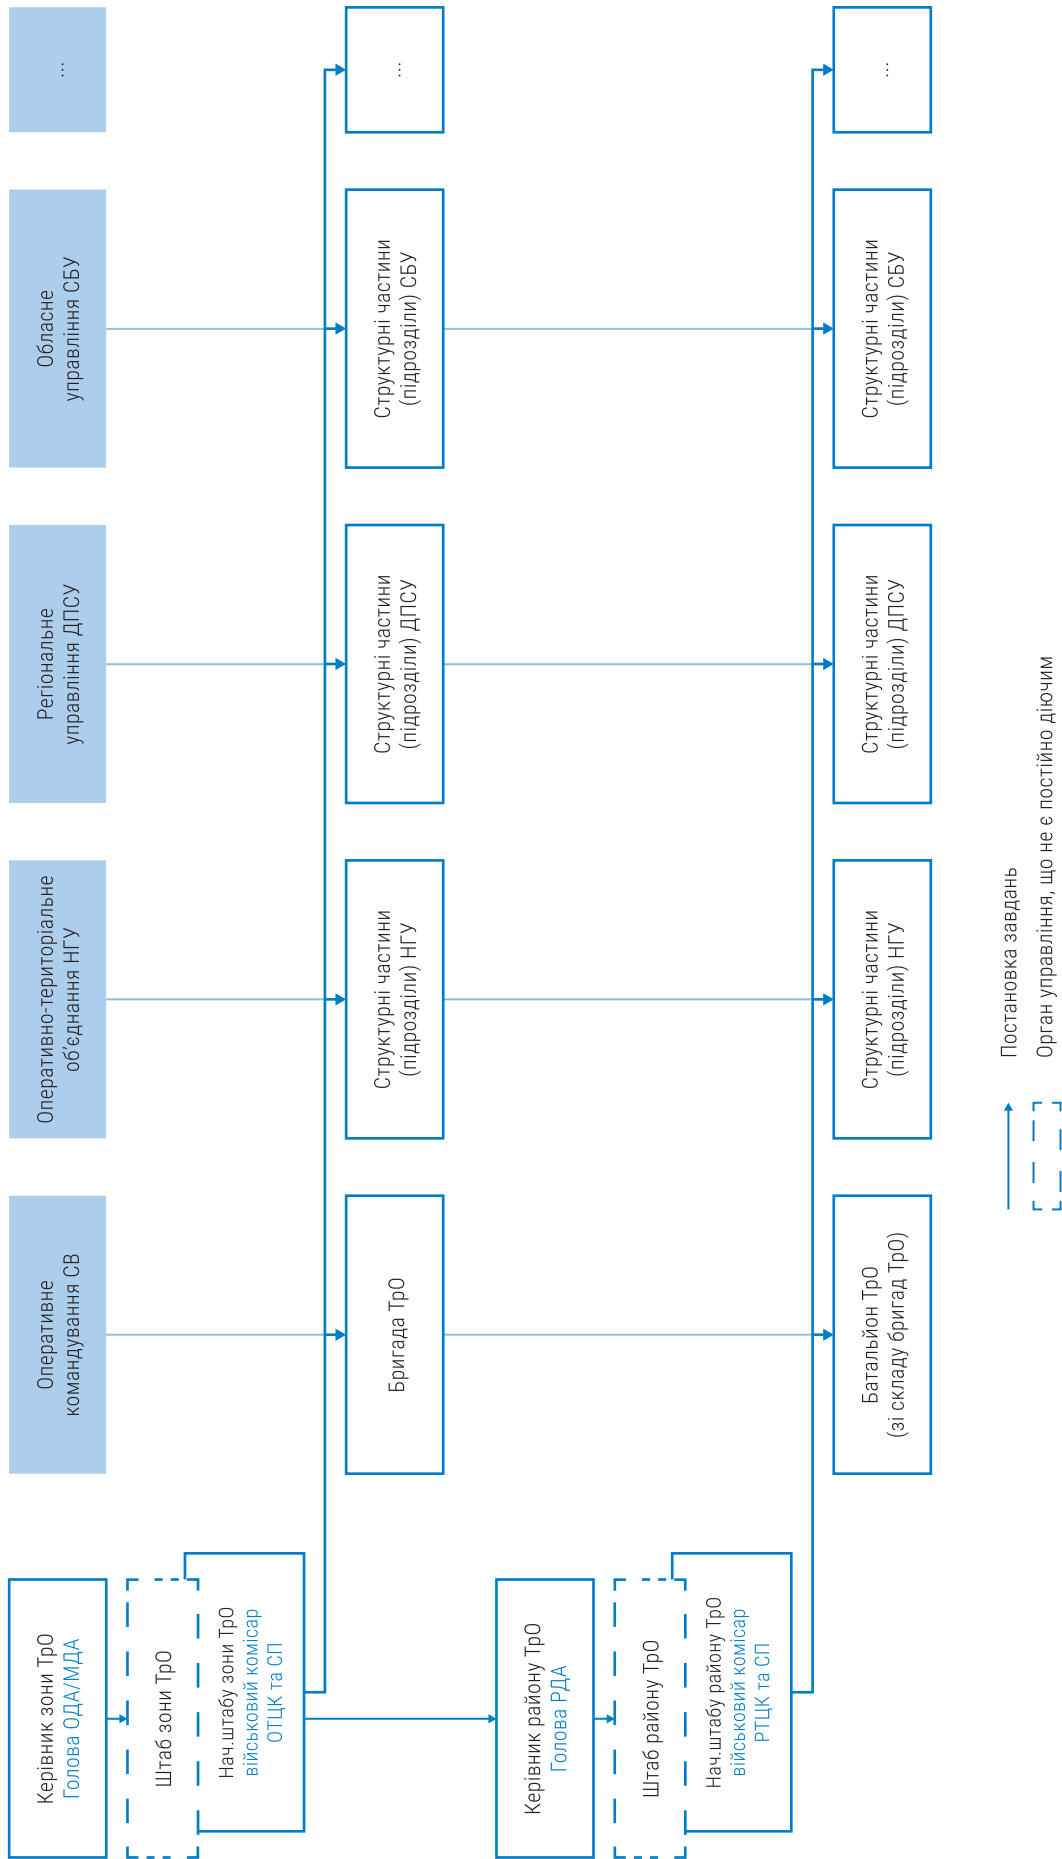 Керівник зони ТрО
Голова ОДА/МДА
Штаб зони ТрО
Нач.штабу зони ТрО
військовий комісар
ОТЦК та СП
Керівник району ТрО
Голова РДА
Штаб району ТрО
Нач.штабу району ТрО
військовий комісар
РТЦК та СП
Оперативне
командування СВ
Бригада ТрО
Батальйон ТрО
(зі складу бригад ТрО)
Оперативно-територіальне
об'єднання НГУ
Структурні частини
(підрозділи) НГУ
Структурні частини
(підрозділи) НГУ
Регіональне
управління ДПСУ
Структурні частини
(підрозділи) ДПСУ
Структурні частини
(підрозділи) ДПСУ
Обласне
управління СБУ
Структурні частини
(підрозділи) СБУ
Структурні частини
(підрозділи) СБУ
...
...
...
Постановка завдань
Орган управління, що не є постійно діючим